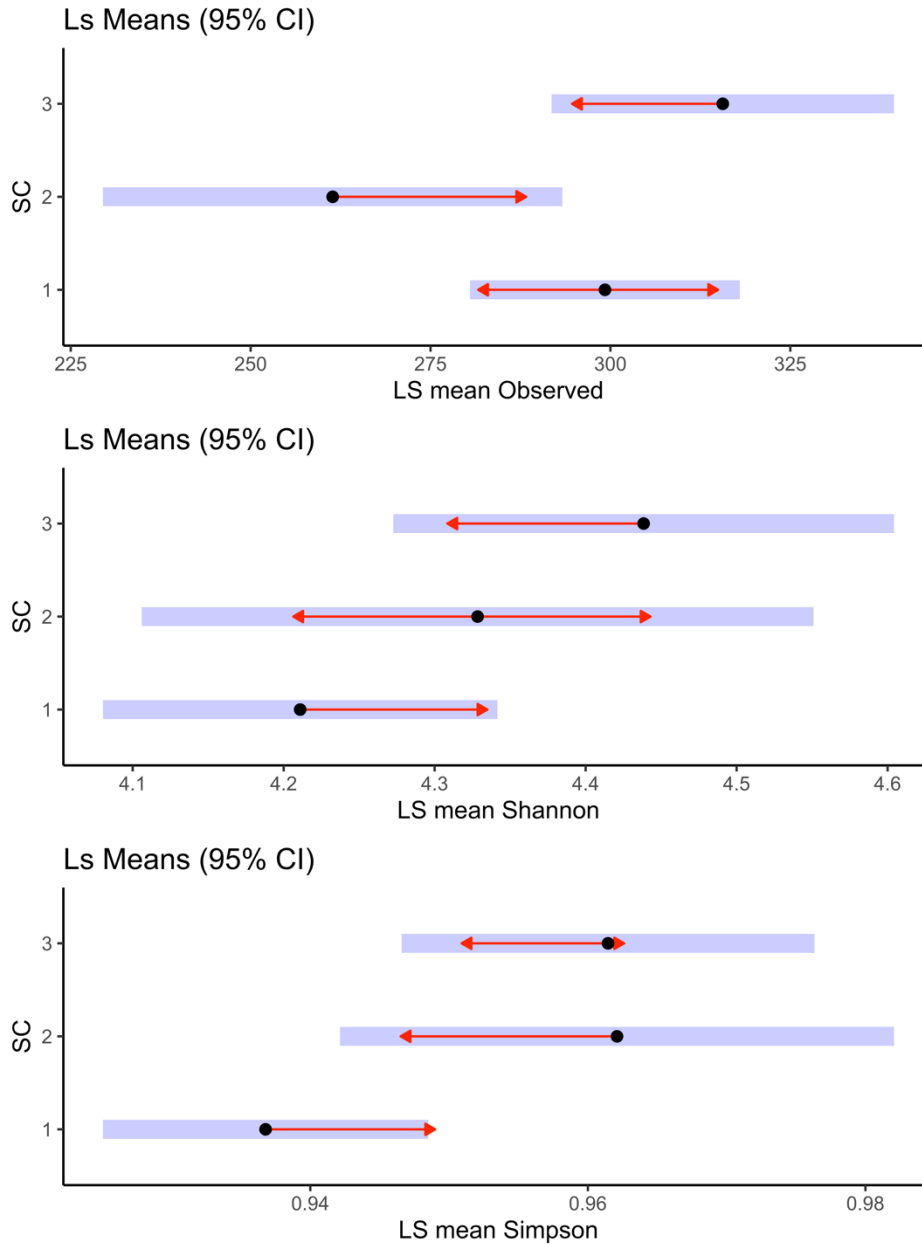 Ls Means (95% CI)
3
2
1
SC
225 250 275 300 325
LS mean Observed
Ls Means (95% CI)
3
2
1
SC
4.1 4.2 4.3 4.4 4.5 4.6
LS mean Shannon
Ls Means (95% CI)
3
2
1
SC
0.94 0.96 0.98
LS mean Simpson